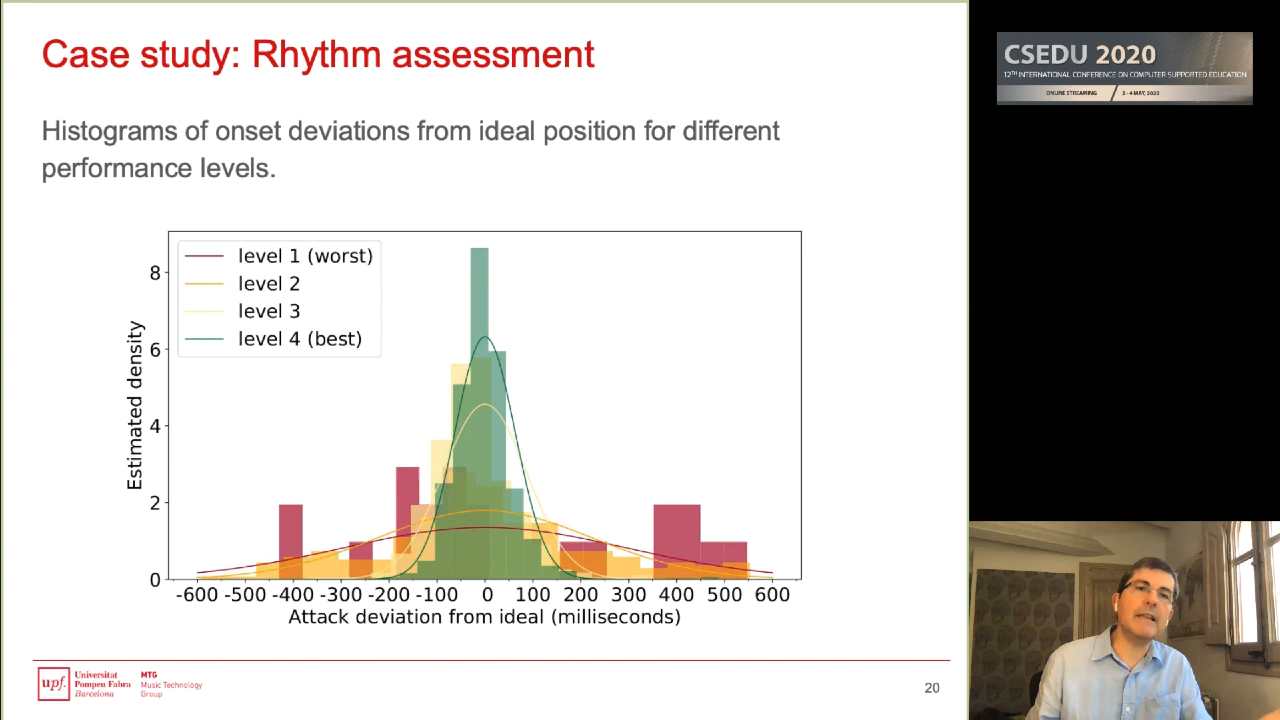 Case study: Rhythm assessment
Histograms of onset deviations from ideal position for different
performance levels.
level 1 (worst)
level 2
level 3
level 4 (best)
Estimated density
8
6
4
2
0
-600 -500 -400 -300 -200 -100 0 100 200 300 400 500 600
Attack deviation from ideal (milliseconds)
upf.
Universitat
Pompeu Fabra
Barcelona
MTG
Music Technology
Group
20
CSEDU 2020
12TH INTERNATIONAL CONFERENCE ON COMPUTER SUPPORTED EDUCATION
ONLINE STREAMING / 2 - 4 MAY, 2020